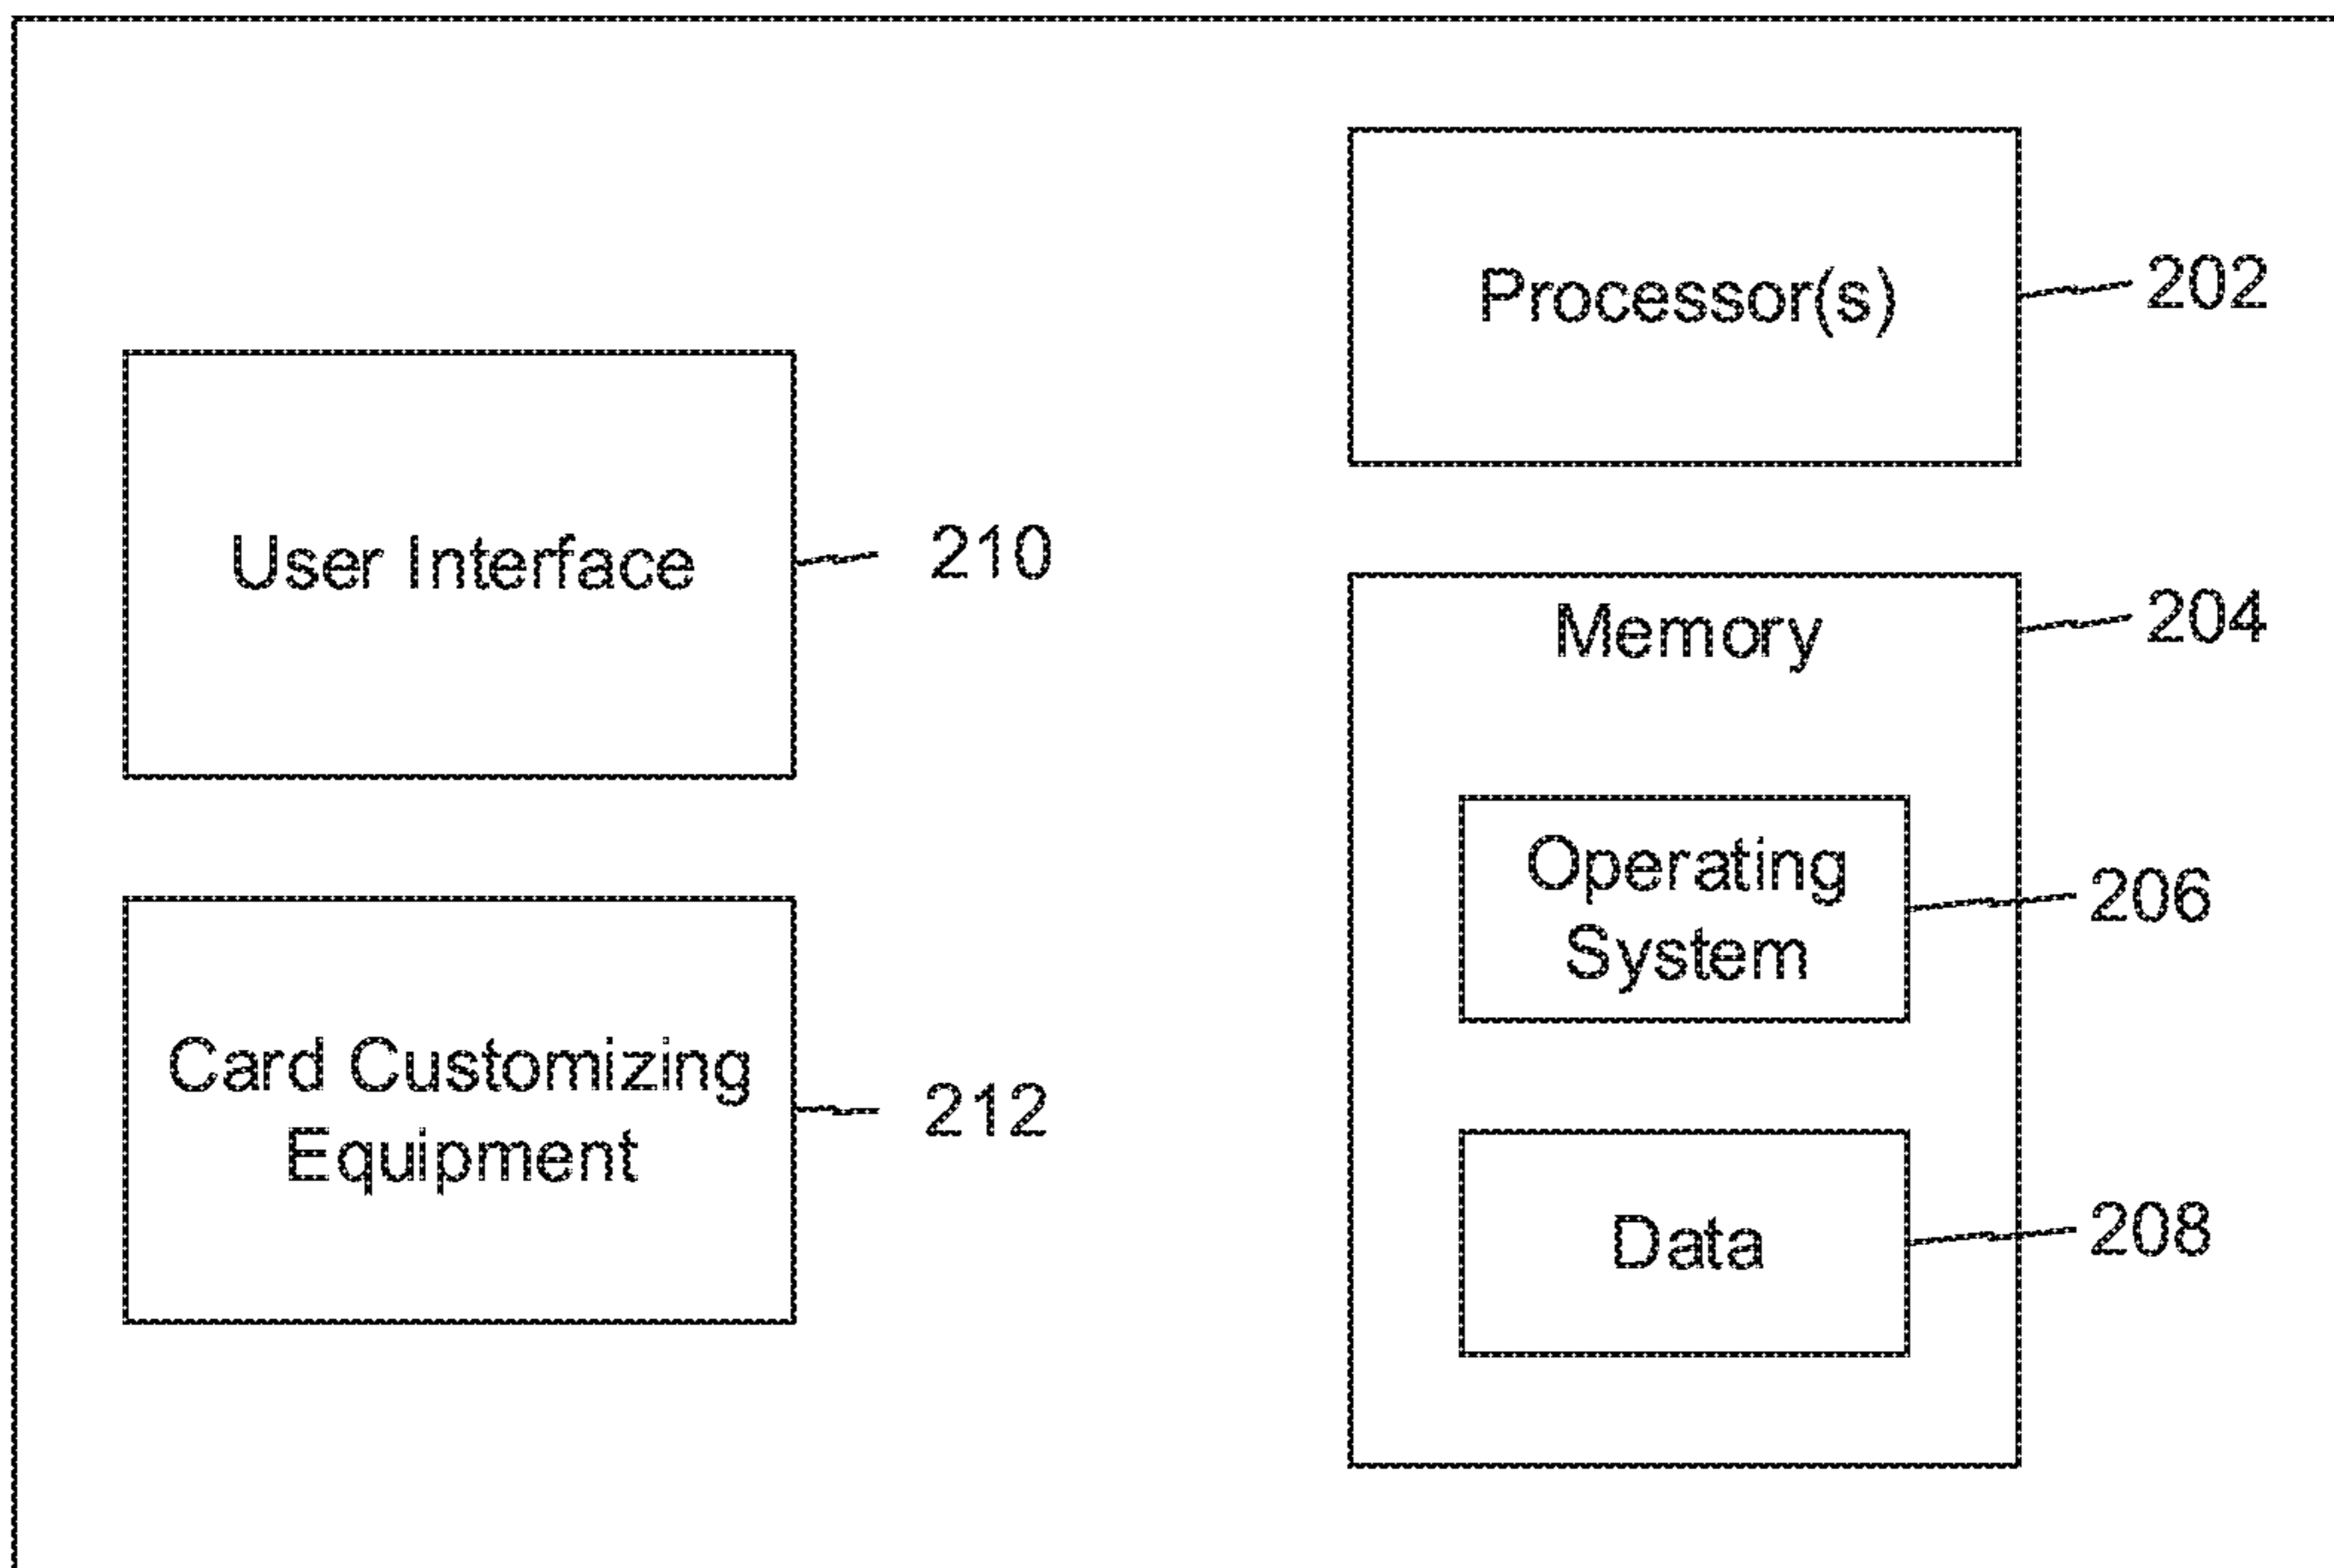 Processor(s)
202
User Interface
210
Memory
204
Operating
System
206
Card Customizing
Equipment
212
Data
208